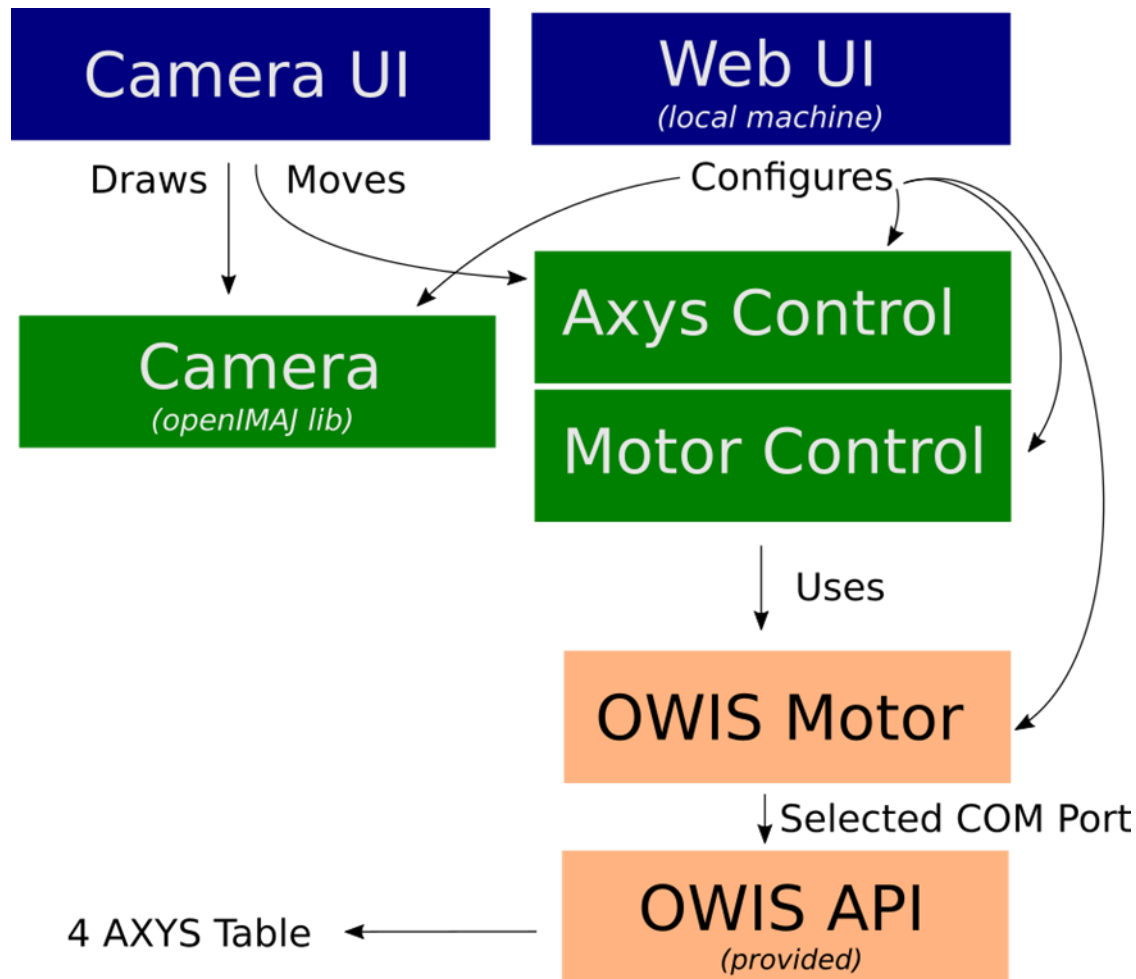 Camera UI
Web UI
(local machine)
Draws
Moves
Configures
Axys Control
Camera
(openIMAJ lib)
Motor Control
Uses
OWIS Motor
Selected COM Port
OWIS API
(provided)
4 AXYS Table